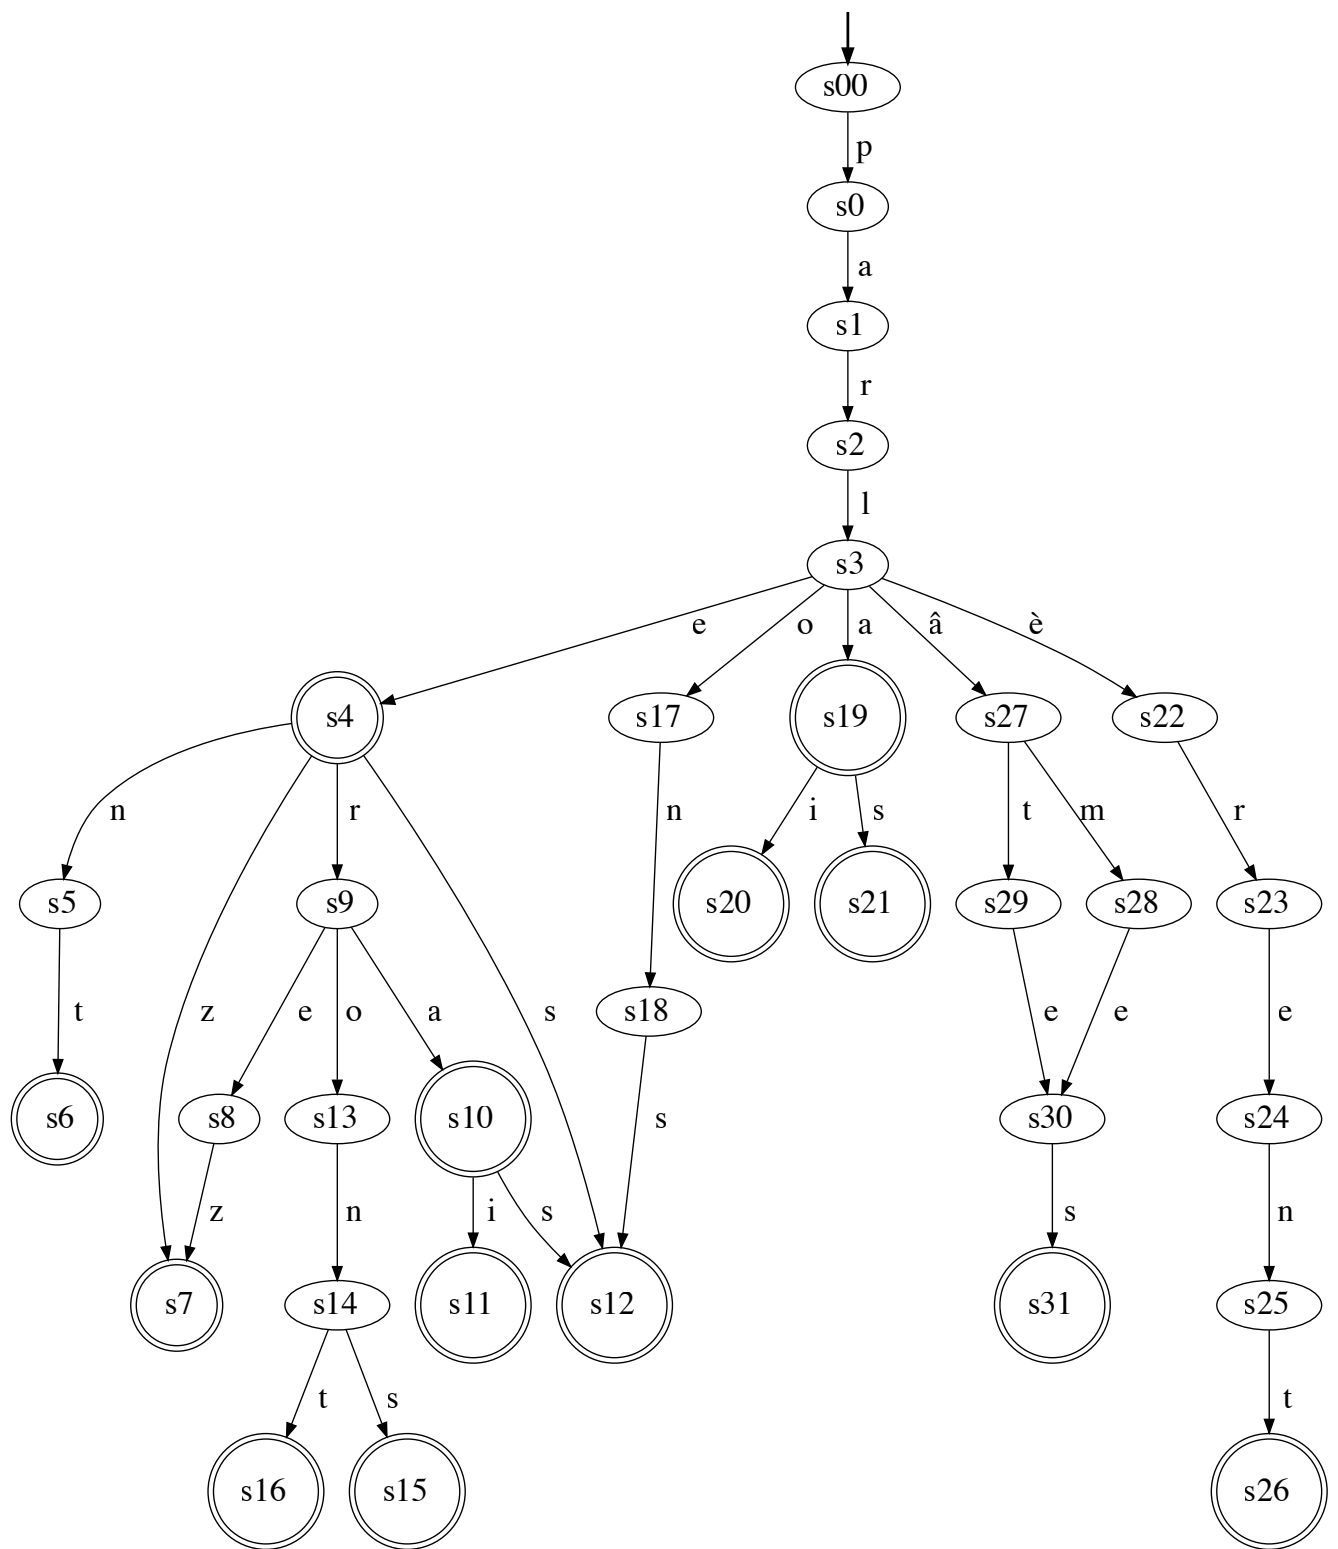 s00
p
s0
a
s1
r
s2
l
s3
e o a â è
s4 s17 s19 s27 s22
n r n i s t m r
s5 s9 s20 s21 s29 s28 s23
t z e o a s s18 e e e
s6 s8 s13 s10 s s30 s24
z n i s s n
s7 s14 s11 s12 s31 s25
t s t
s16 s15 s26